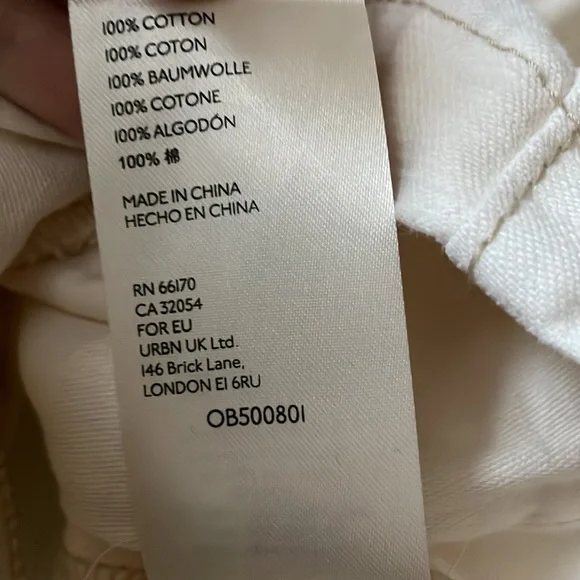 100% COTTON
100% COTON
100% BAUMWOLLE
100% COTONE
100% ALGODÓN
100% 棉
MADE IN CHINA
HECHO EN CHINA
RN 66170
CA 32054
FOR EU
URBN UK Ltd.
146 Brick Lane,
LONDON E1 6RU
OB500801